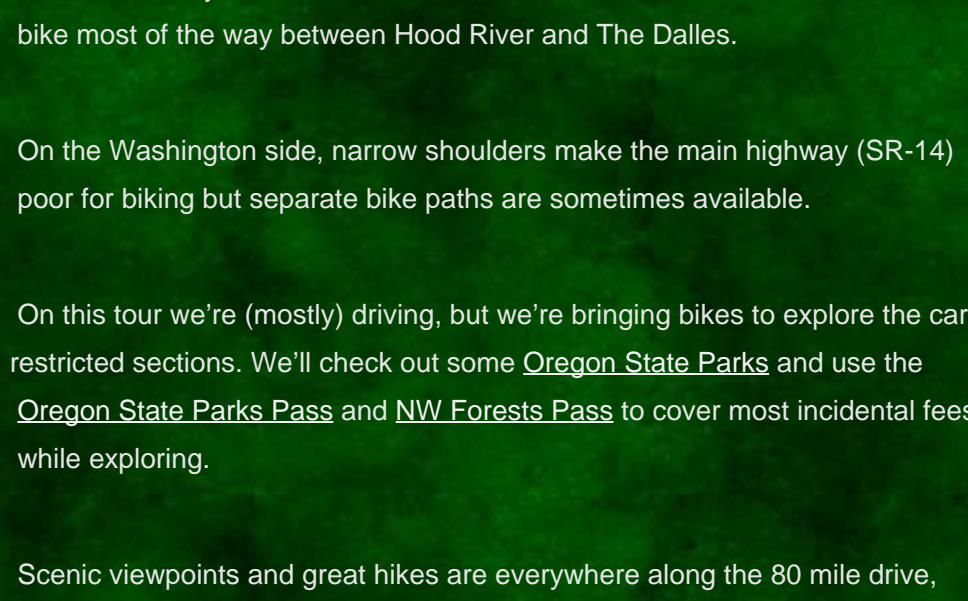 bike most of the way between Hood River and The Dalles.
On the Washington side, narrow shoulders make the main highway (SR-14)
poor for biking but separate bike paths are sometimes available.
On this tour we’re (mostly) driving, but we’re bringing bikes to explore the car
restricted sections. We’ll check out some Oregon State Parks and use the
Oregon State Parks Pass and NW Forests Pass to cover most incidental fees
while exploring.
Scenic viewpoints and great hikes are everywhere along the 80 mile drive,